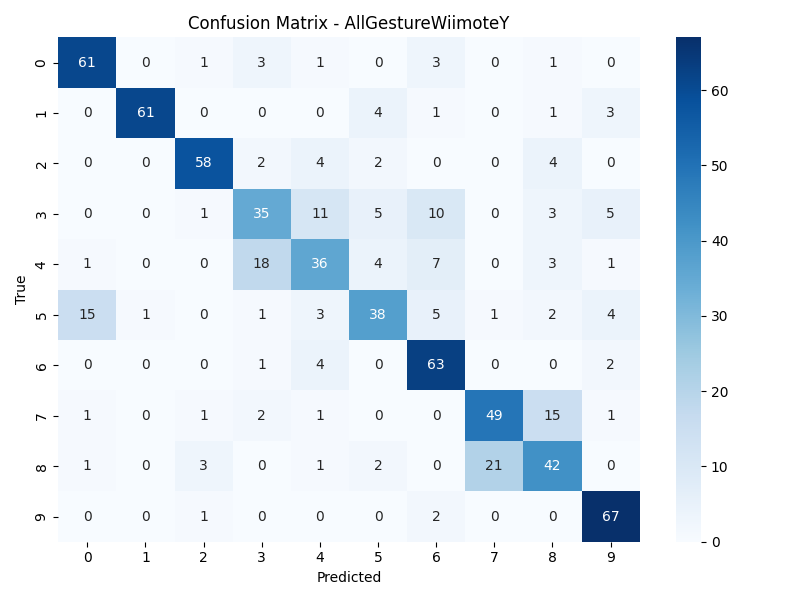 Confusion Matrix - AllGestureWiimoteY
True
0 61 0 1 3 1 0 3 0 1 0
1 0 61 0 0 0 4 1 0 1 3
2 0 0 58 2 4 2 0 0 4 0
3 0 0 1 35 11 5 10 0 3 5
4 1 0 0 18 36 4 7 0 3 1
5 15 1 0 1 3 38 5 1 2 4
6 0 0 0 1 4 0 63 0 0 2
7 1 0 1 2 1 0 0 49 15 1
8 1 0 3 0 1 2 0 21 42 0
9 0 0 1 0 0 0 2 0 0 67
0 1 2 3 4 5 6 7 8 9
Predicted
60
50
40
30
20
10
0